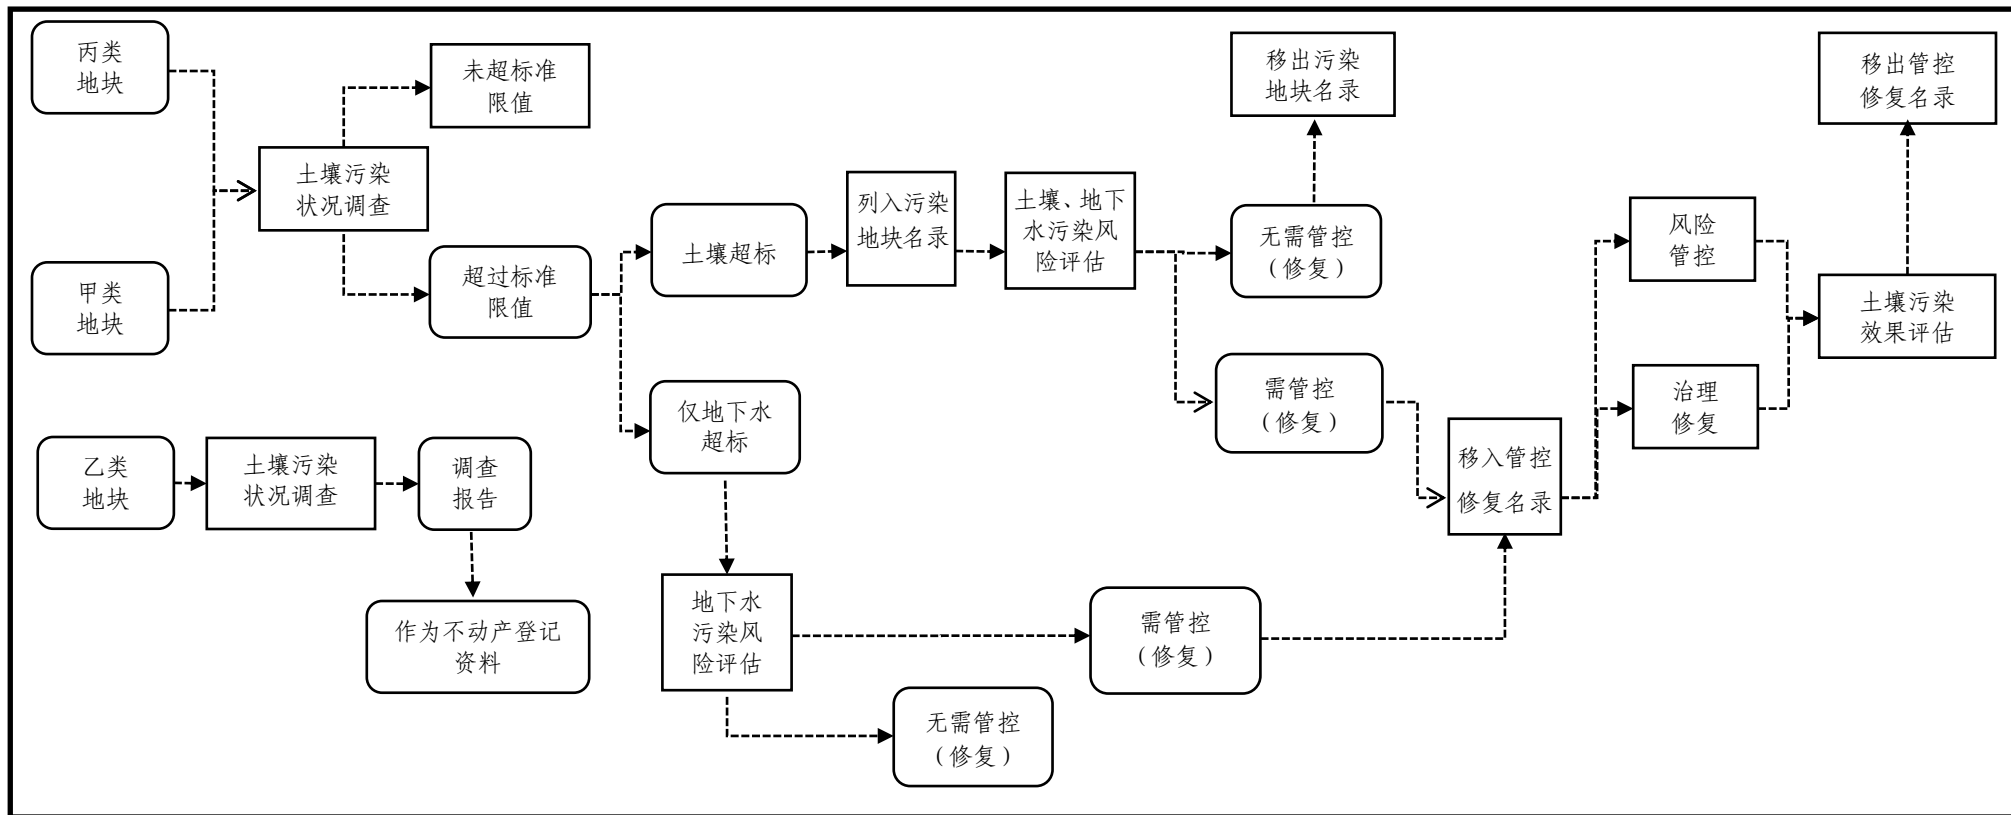 丙类
地块
未超标准
限值
移出污染
地块名录
移出管控
修复名录
土壤污染
状况调查
甲类
地块
超过标准
限值
土壤超标
列入污染
地块名录
土壤、地下
水污染风
险评估
无需管控
(修复)
风险
管控
土壤污染
效果评估
需管控
(修复)
治理
修复
仅地下水
超标
移入管控
修复名录
乙类
地块
土壤污染
状况调查
调查
报告
作为不动产登记
资料
地下水
污染风
险评估
需管控
(修复)
无需管控
(修复)